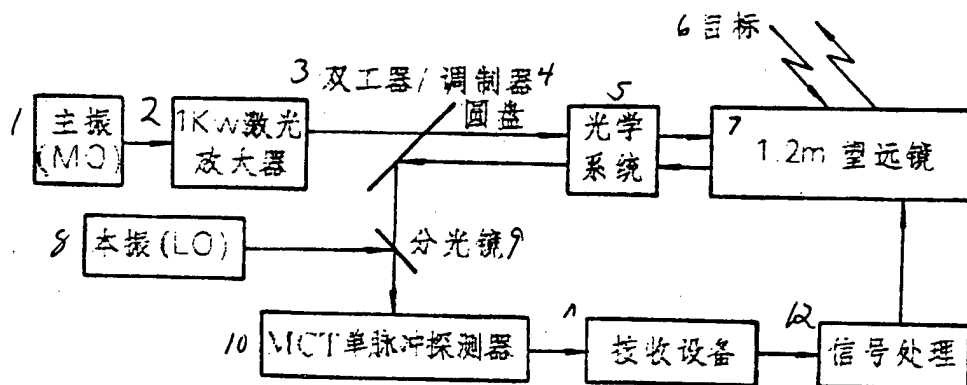 6 目标
3 双工器/调制器4
圆盘
1 主振
(MO)
2 1KW激光
放大器
5
光学
系统
7
1.2m 望远镜
8 本振(LO)
分光镜9
10 MCT单脉冲探测器
接收设备
12
信号处理